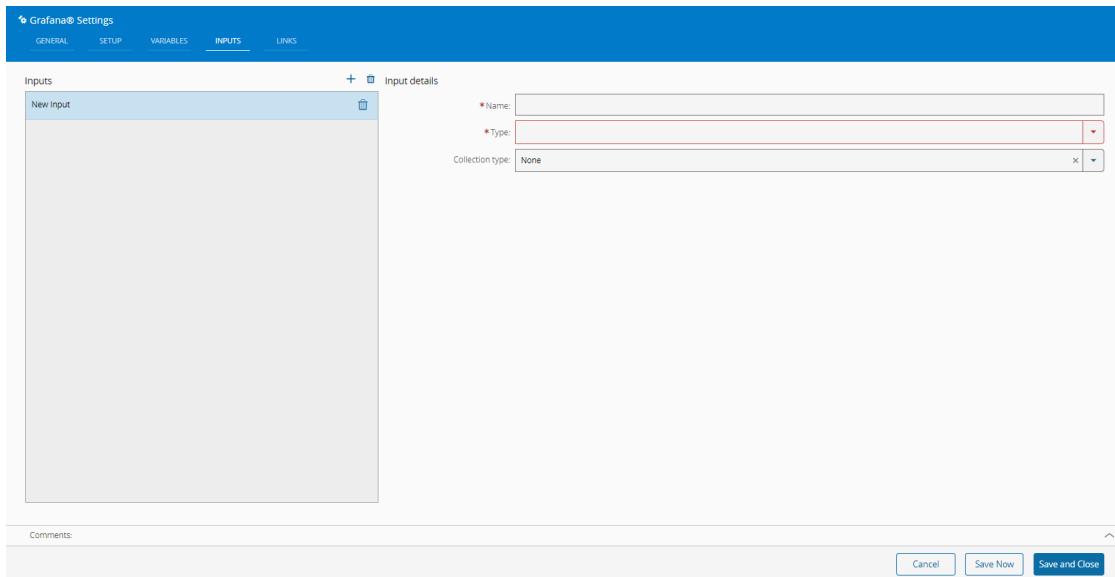 Grafana® Settings
GENERAL SETUP VARIABLES INPUTS LINKS
Inputs
New Input
Input details
*Name:
*Type:
Collection type: None
Comments:
Cancel Save Now Save and Close